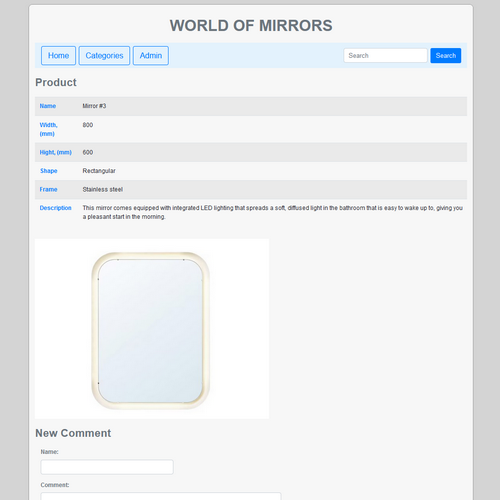 WORLD OF MIRRORS
Home Categories Admin Search Search
Product
Name Mirror #3
Width, (mm) 800
Hight, (mm) 600
Shape Rectangular
Frame Stainless steel
Description This mirror comes equipped with integrated LED lighting that spreads a soft, diffused light in the bathroom that is easy to wake up to, giving you
a pleasant start in the morning.
New Comment
Name:
Comment: